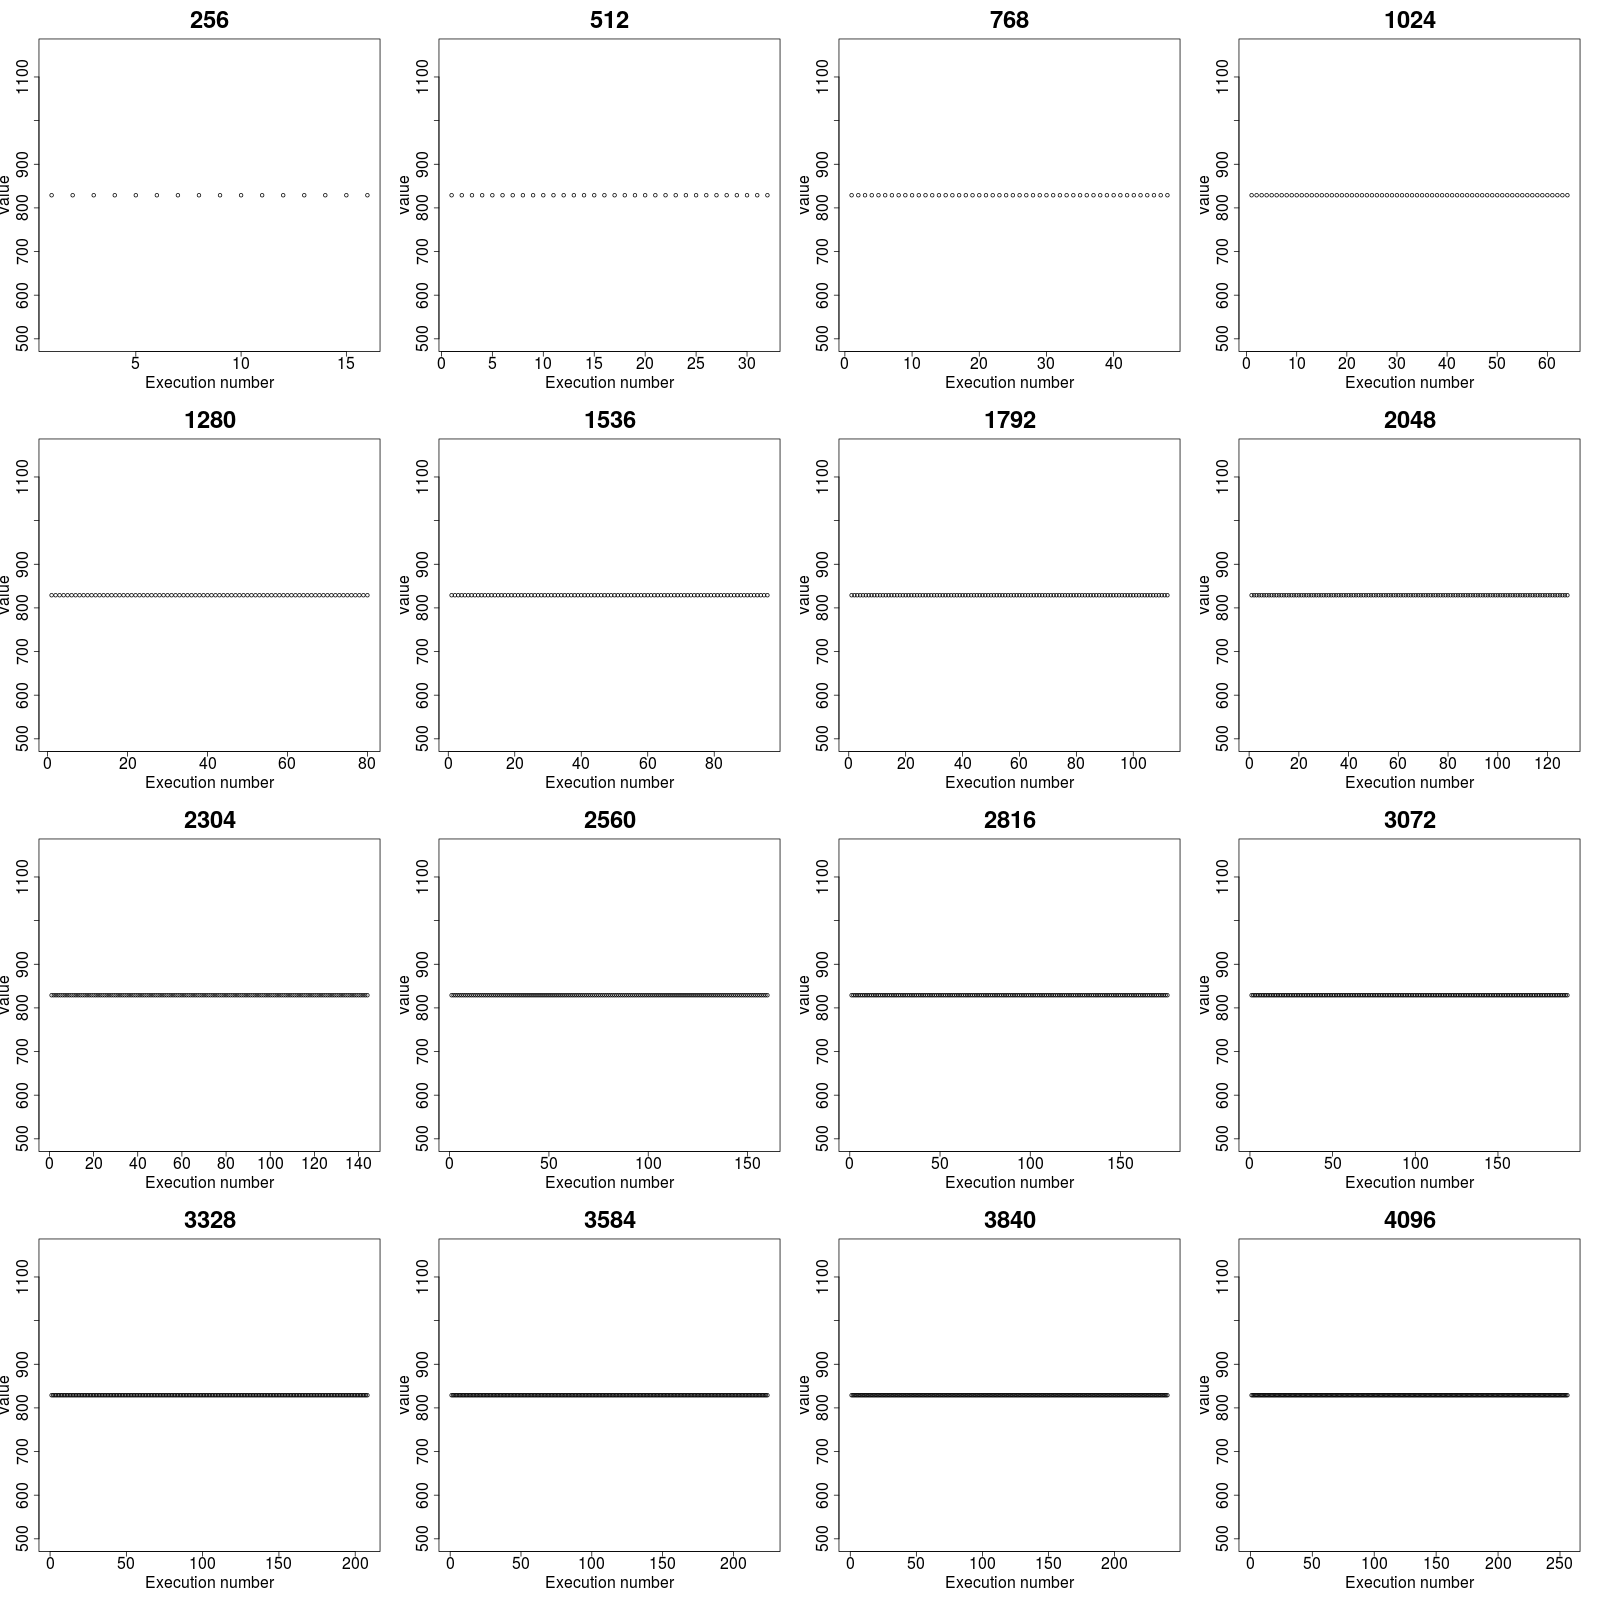 256 512 768 1024
value 500 600 700 800 900 1100
value 500 600 700 800 900 1100
value 500 600 700 800 900 1100
value 500 600 700 800 900 1100
5 10 15
0 5 10 15 20 25 30
0 10 20 30 40
0 10 20 30 40 50 60
Execution number Execution number Execution number Execution number
1280 1536 1792 2048
value 500 600 700 800 900 1100
value 500 600 700 800 900 1100
value 500 600 700 800 900 1100
value 500 600 700 800 900 1100
0 20 40 60 80
0 20 40 60 80
0 20 40 60 80 100
0 20 40 60 80 100 120
Execution number Execution number Execution number Execution number
2304 2560 2816 3072
value 500 600 700 800 900 1100
value 500 600 700 800 900 1100
value 500 600 700 800 900 1100
value 500 600 700 800 900 1100
0 20 40 60 80 100 120 140
0 50 100 150
0 50 100 150
0 50 100 150
Execution number Execution number Execution number Execution number
3328 3584 3840 4096
value 500 600 700 800 900 1100
value 500 600 700 800 900 1100
value 500 600 700 800 900 1100
value 500 600 700 800 900 1100
0 50 100 150 200
0 50 100 150 200
0 50 100 150 200
0 50 100 150 200 250
Execution number Execution number Execution number Execution number